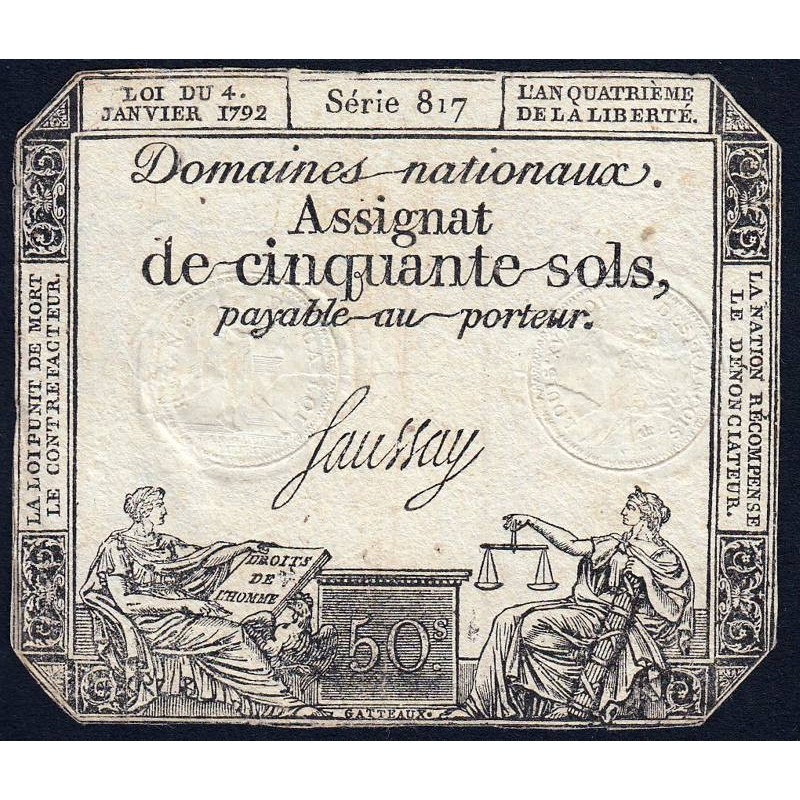 LOI DU 4.
JANVIER 1792
Série 817
L'AN QUATRIÈME
DE LA LIBERTÉ.
Domaines nationaux.
Assignat
de cinquante sols,
payable au porteur.
LA LOI PUNIT DE MORT
LE CONTREFACTEUR.
LA NATION RÉCOMPENSE
LE DÉNONCIATEUR.
Saussay
DROITS
DE
L'HOMME
50.s
GATTEAUX.